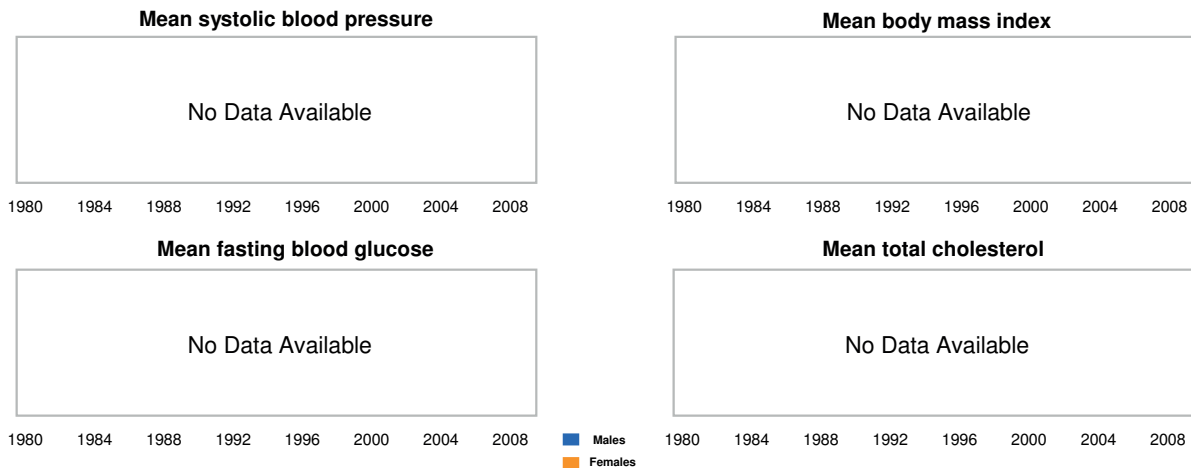 Mean systolic blood pressure
No Data Available
1980 1984 1988 1992 1996 2000 2004 2008
Mean body mass index
No Data Available
1980 1984 1988 1992 1996 2000 2004 2008
Mean fasting blood glucose
No Data Available
1980 1984 1988 1992 1996 2000 2004 2008
Mean total cholesterol
No Data Available
1980 1984 1988 1992 1996 2000 2004 2008
Males
Females